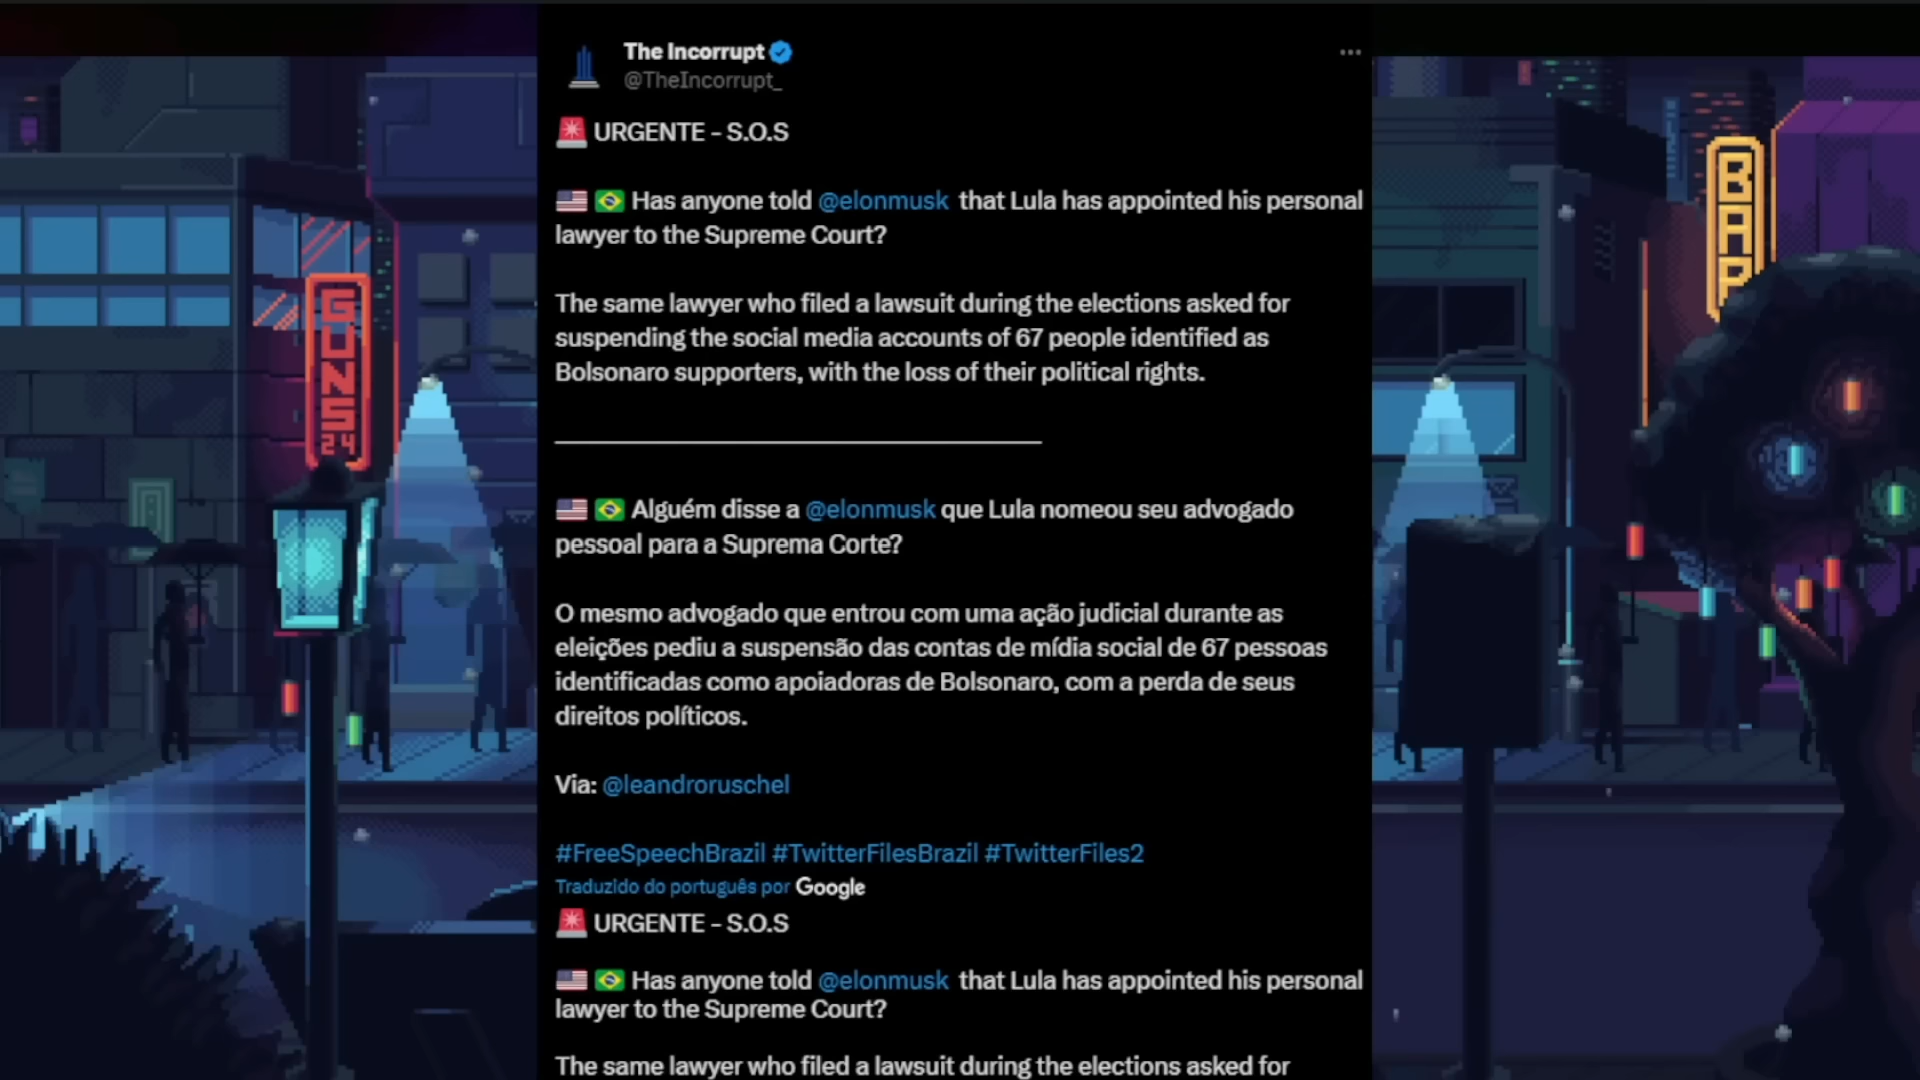 The Incorrupt
@TheIncorrupt_
URGENTE - S.O.S
Has anyone told @elonmusk that Lula has appointed his personal
lawyer to the Supreme Court?
The same lawyer who filed a lawsuit during the elections asked for
suspending the social media accounts of 67 people identified as
Bolsonaro supporters, with the loss of their political rights.
Alguém disse a @elonmusk que Lula nomeou seu advogado
pessoal para a Suprema Corte?
O mesmo advogado que entrou com uma ação judicial durante as
eleições pediu a suspensão das contas de mídia social de 67 pessoas
identificadas como apoiadoras de Bolsonaro, com a perda de seus
direitos políticos.
Via: @leandroruschel
#FreeSpeechBrazil #TwitterFilesBrazil #TwitterFiles2
Traduzido do português por Google
URGENTE - S.O.S
Has anyone told @elonmusk that Lula has appointed his personal
lawyer to the Supreme Court?
The same lawyer who filed a lawsuit during the elections asked for
GUNS
24
BAR